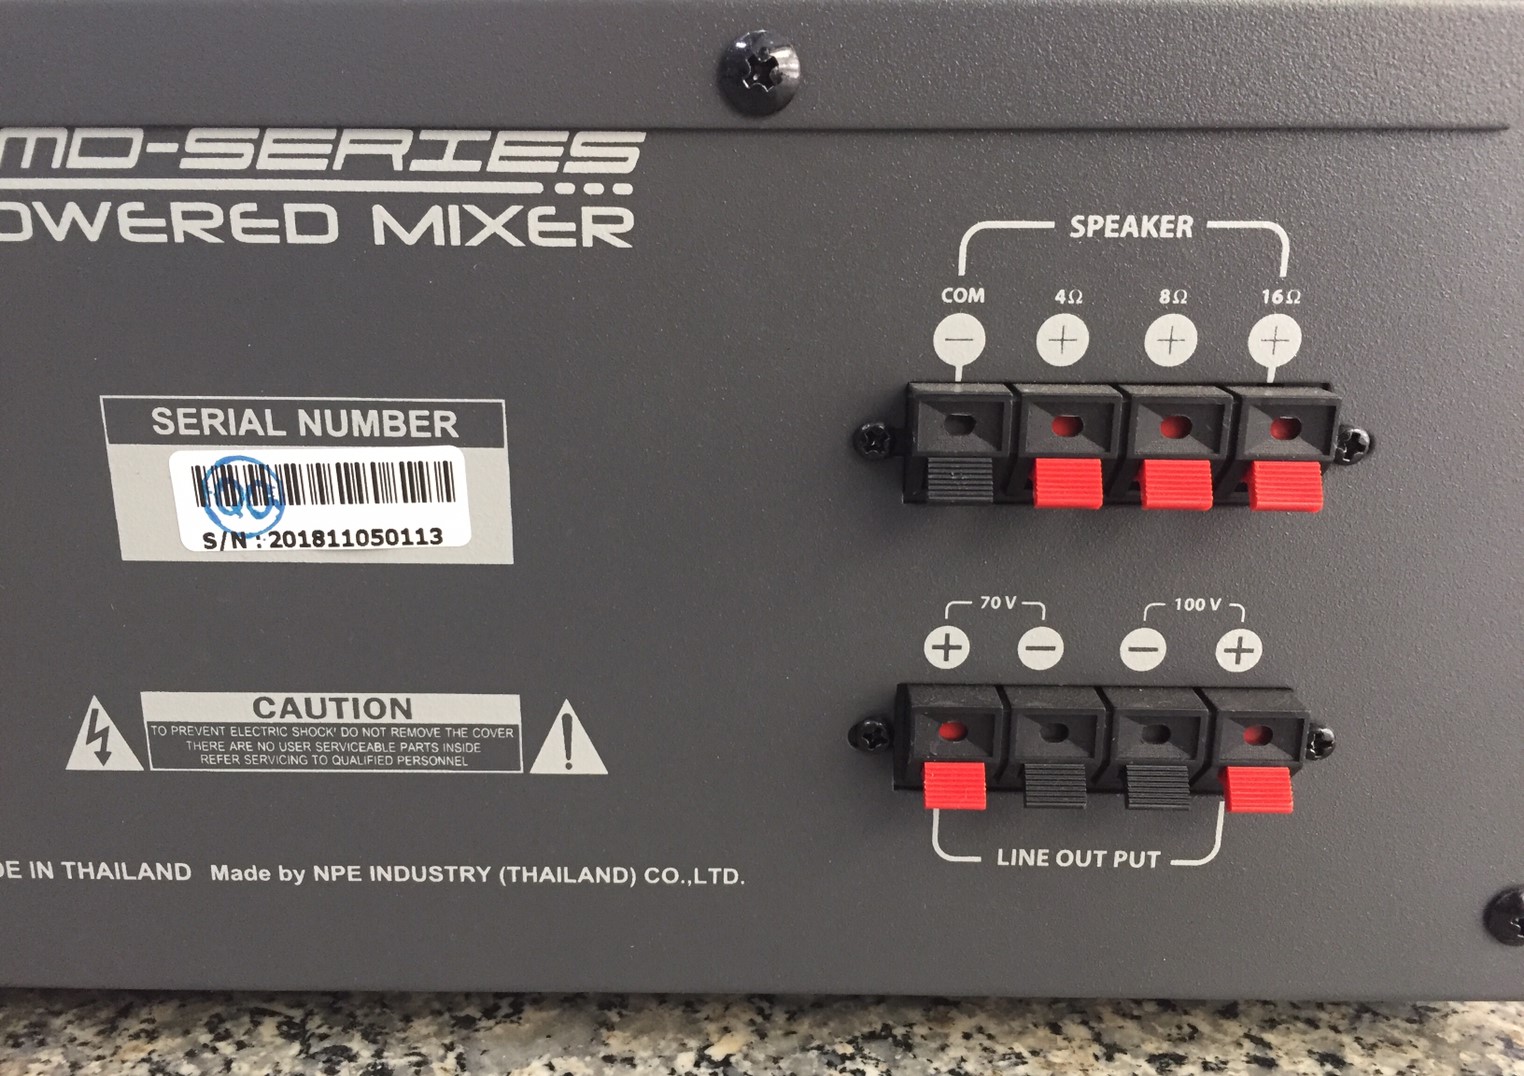 MD-SERIES
OWERED MIXER
SERIAL NUMBER
QC
S/N : 201811050113
CAUTION
TO PREVENT ELECTRIC SHOCK' DO NOT REMOVE THE COVER
THERE ARE NO USER SERVICEABLE PARTS INSIDE
REFER SERVICING TO QUALIFIED PERSONNEL
DE IN THAILAND Made by NPE INDUSTRY (THAILAND) CO.,LTD.
SPEAKER
COM 4Ω 8Ω 16Ω
− + + +
70 V 100 V
+ − − +
LINE OUT PUT